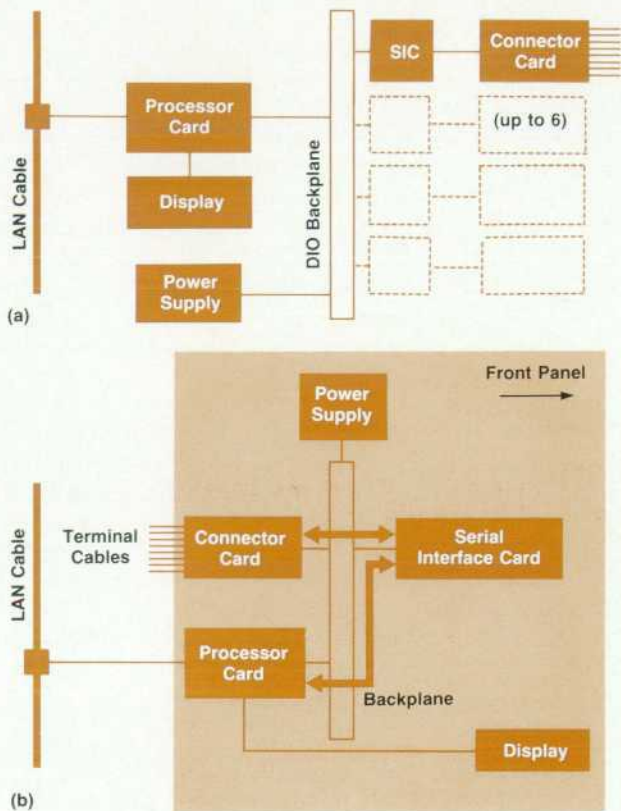 SIC
Connector
Card
Processor
Card
(up to 6)
LAN Cable
Display
DIO Backplane
Power
Supply
(a)
Front Panel
Power
Supply
LAN Cable
Terminal
Cables
Connector
Card
Serial
Interface Card
Processor
Card
Backplane
Display
(b)